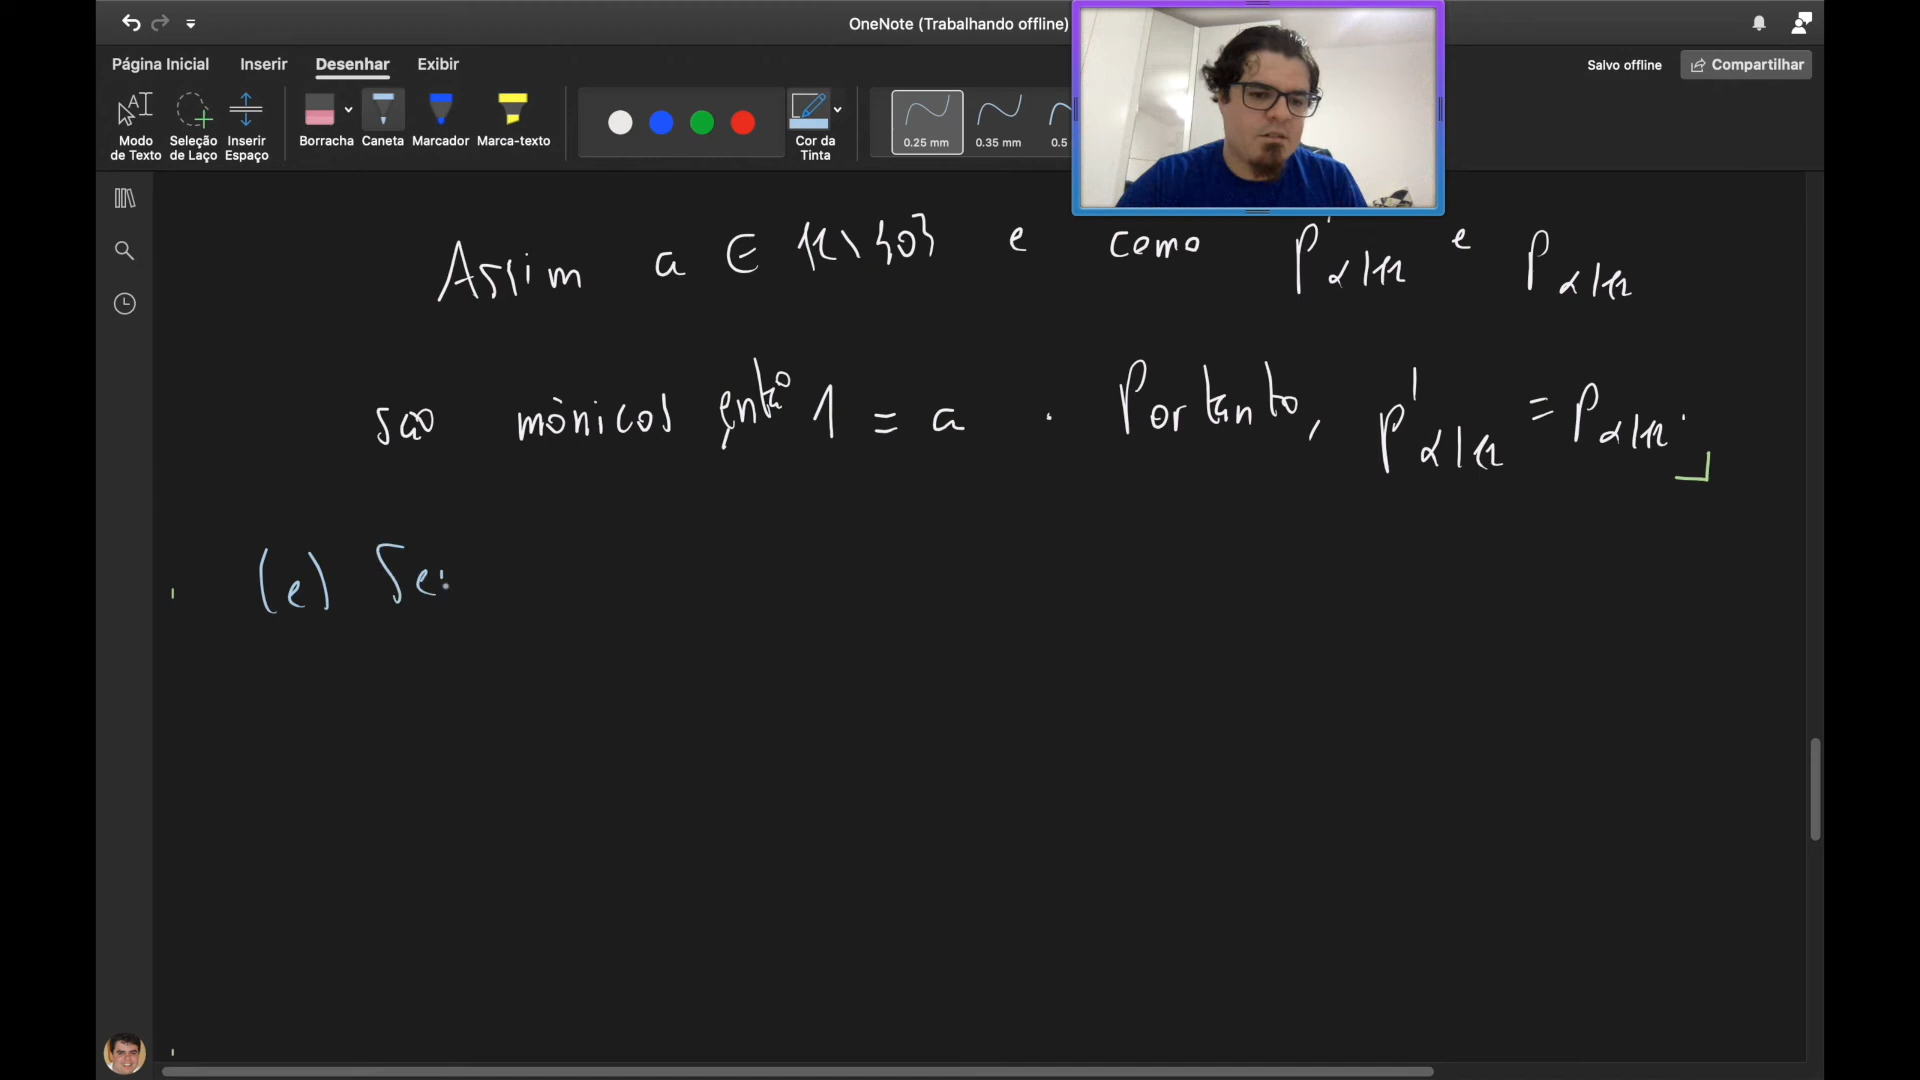 OneNote (Trabalhando offline)
Página Inicial Inserir Desenhar Exibir
Salvo offline Compartilhar
Modo de Texto Seleção de Laço Inserir Espaço Borracha Caneta Marcador Marca-texto Cor da Tinta 0.25 mm 0.35 mm 0.5
Assim a ∈ K\{0} e como P'α|K e Pα|K
são mônicos então 1 = a . Portanto, P'α|K = Pα|K.
(e) Sei